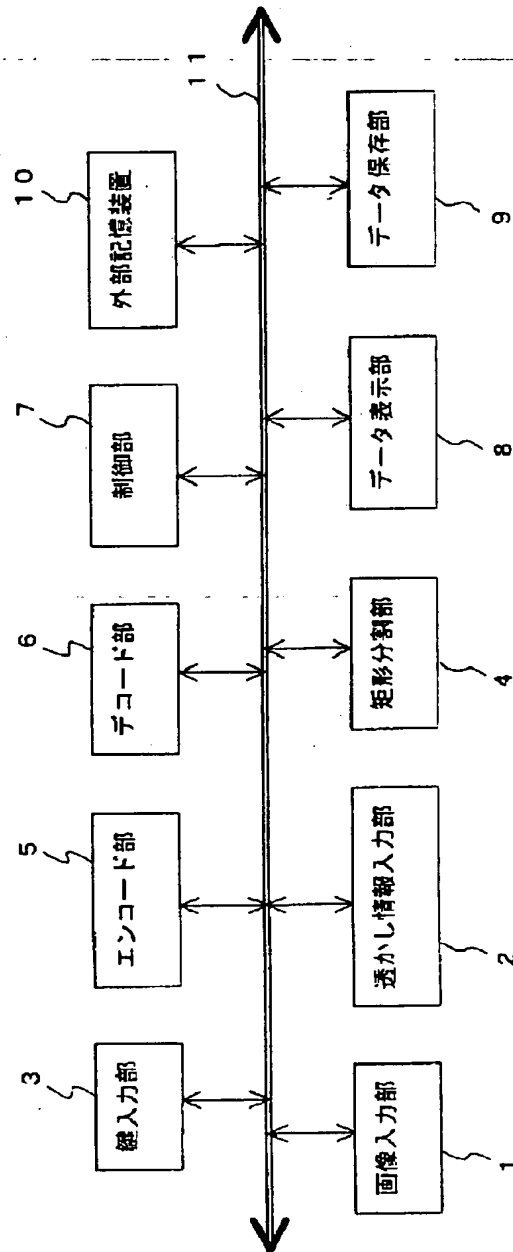 3
鍵入力部
5
エンコード部
6
デコード部
7
制御部
10
外部記憶装置
11
画像入力部
1
透かし情報入力部
2
矩形分割部
4
データ表示部
8
データ保存部
9